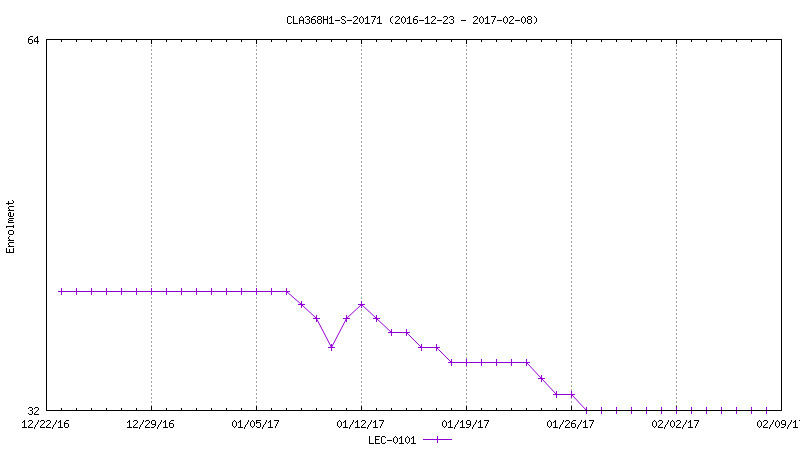 CLA368H1-S-20171 (2016-12-23 - 2017-02-08)
64
Enrolment
32
12/22/16 12/29/16 01/05/17 01/12/17 01/19/17 01/26/17 02/02/17 02/09/1
LEC-0101